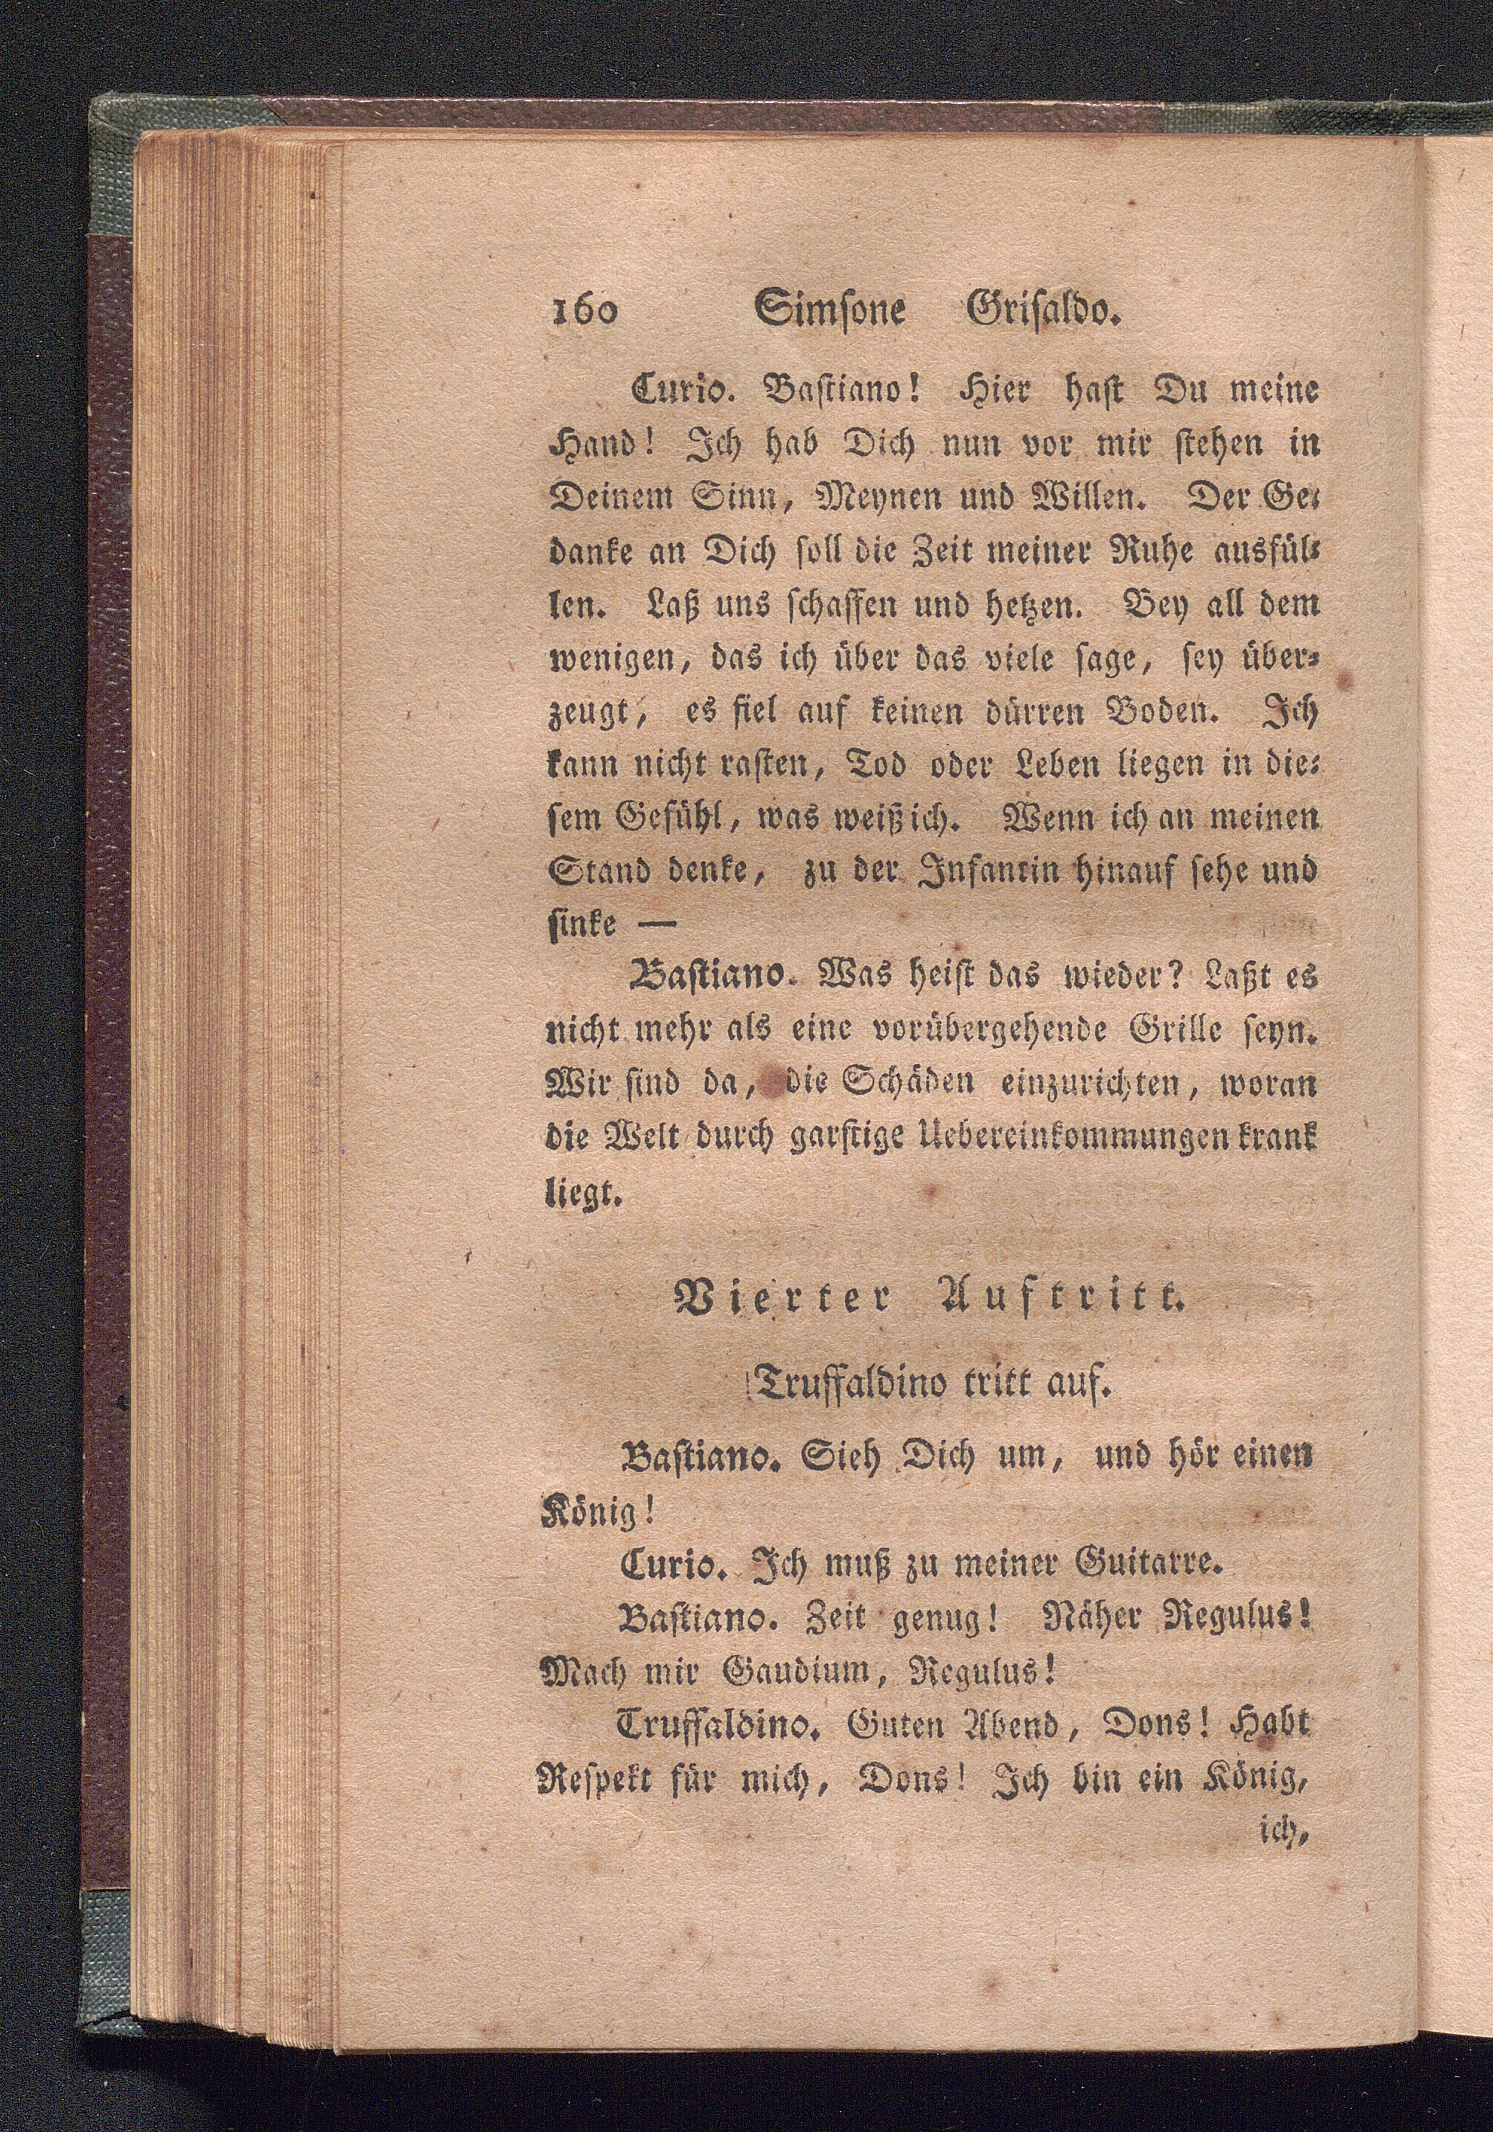 160 Simſone Griſaldo.
Curio. Baſtiano! Hier haſt Du meine
Hand! Ich hab Dich nun vor mir ſtehen in
Deinem Sinn, Meynen und Willen. Der Ge⸗
danke an Dich ſoll die Zeit meiner Ruhe ausfül⸗
len. Laß uns ſchaffen und hetzen. Bey all dem
wenigen, das ich über das viele ſage, ſey über⸗
zeugt, es fiel auf keinen dürren Boden. Ich
kann nicht raſten, Tod oder Leben liegen in die⸗
ſem Gefühl, was weiß ich. Wenn ich an meinen
Stand denke, zu der Infantin hinauf ſehe und
ſinke —
Baſtiano. Was heiſt das wieder? Laßt es
nicht mehr als eine vorübergehende Grille ſeyn.
Wir ſind da, die Schäden einzurichten, woran
die Welt durch garſtige Uebereinkommungen krank
liegt.
Vierter Auftritt.
Truffaldino tritt auf.
Baſtiano. Sieh Dich um, und hör einen
König!
Curio. Ich muß zu meiner Guitarre.
Baſtiano. Zeit genug! Näher Regulus!
Mach mir Gaudium, Regulus!
Truffaldino. Guten Abend, Dons! Habt
Reſpekt für mich, Dons! Ich bin ein König,
ich,